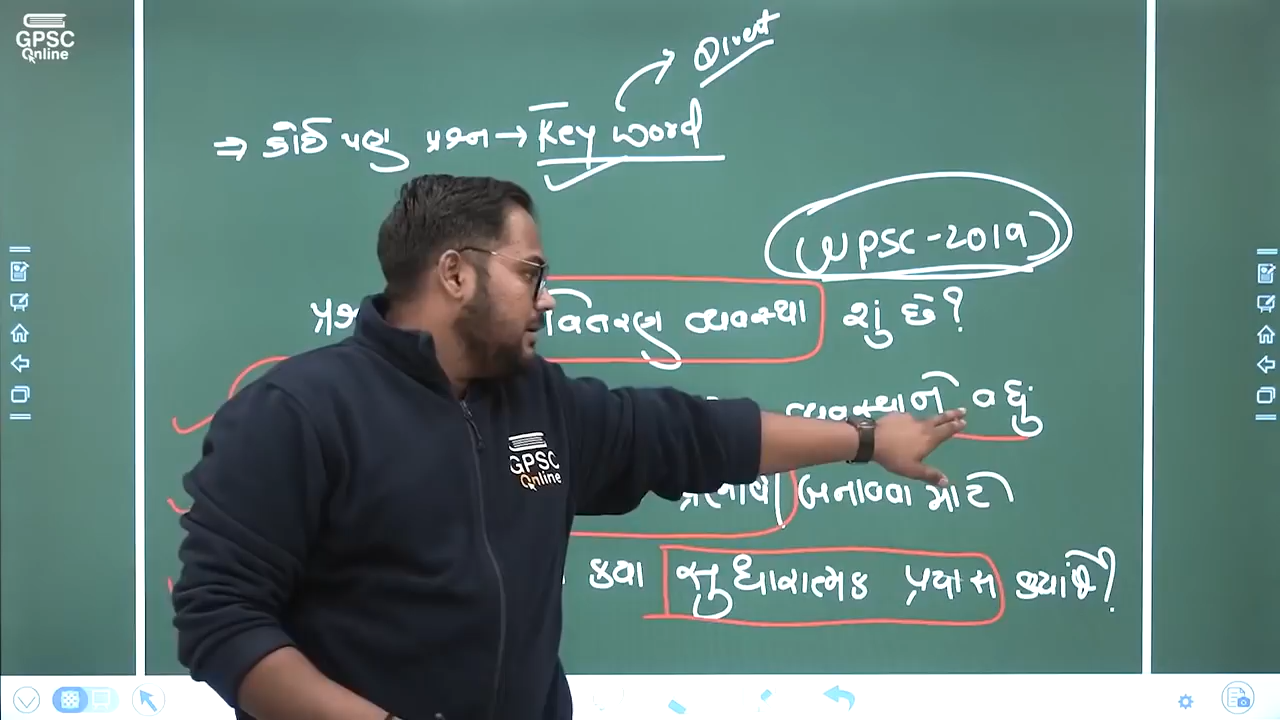 GPSC
Online
Divert
⇒ કોઈ પણ પ્રશ્ન → Key word
UPSC-2019
વિતરણ વ્યવસ્થા શું છે?
વ્યવસ્થાને વધુ
બનાવવા માટે
GPSC
Online
કયા સુધારાત્મક પ્રયાસ કર્યાં છે?